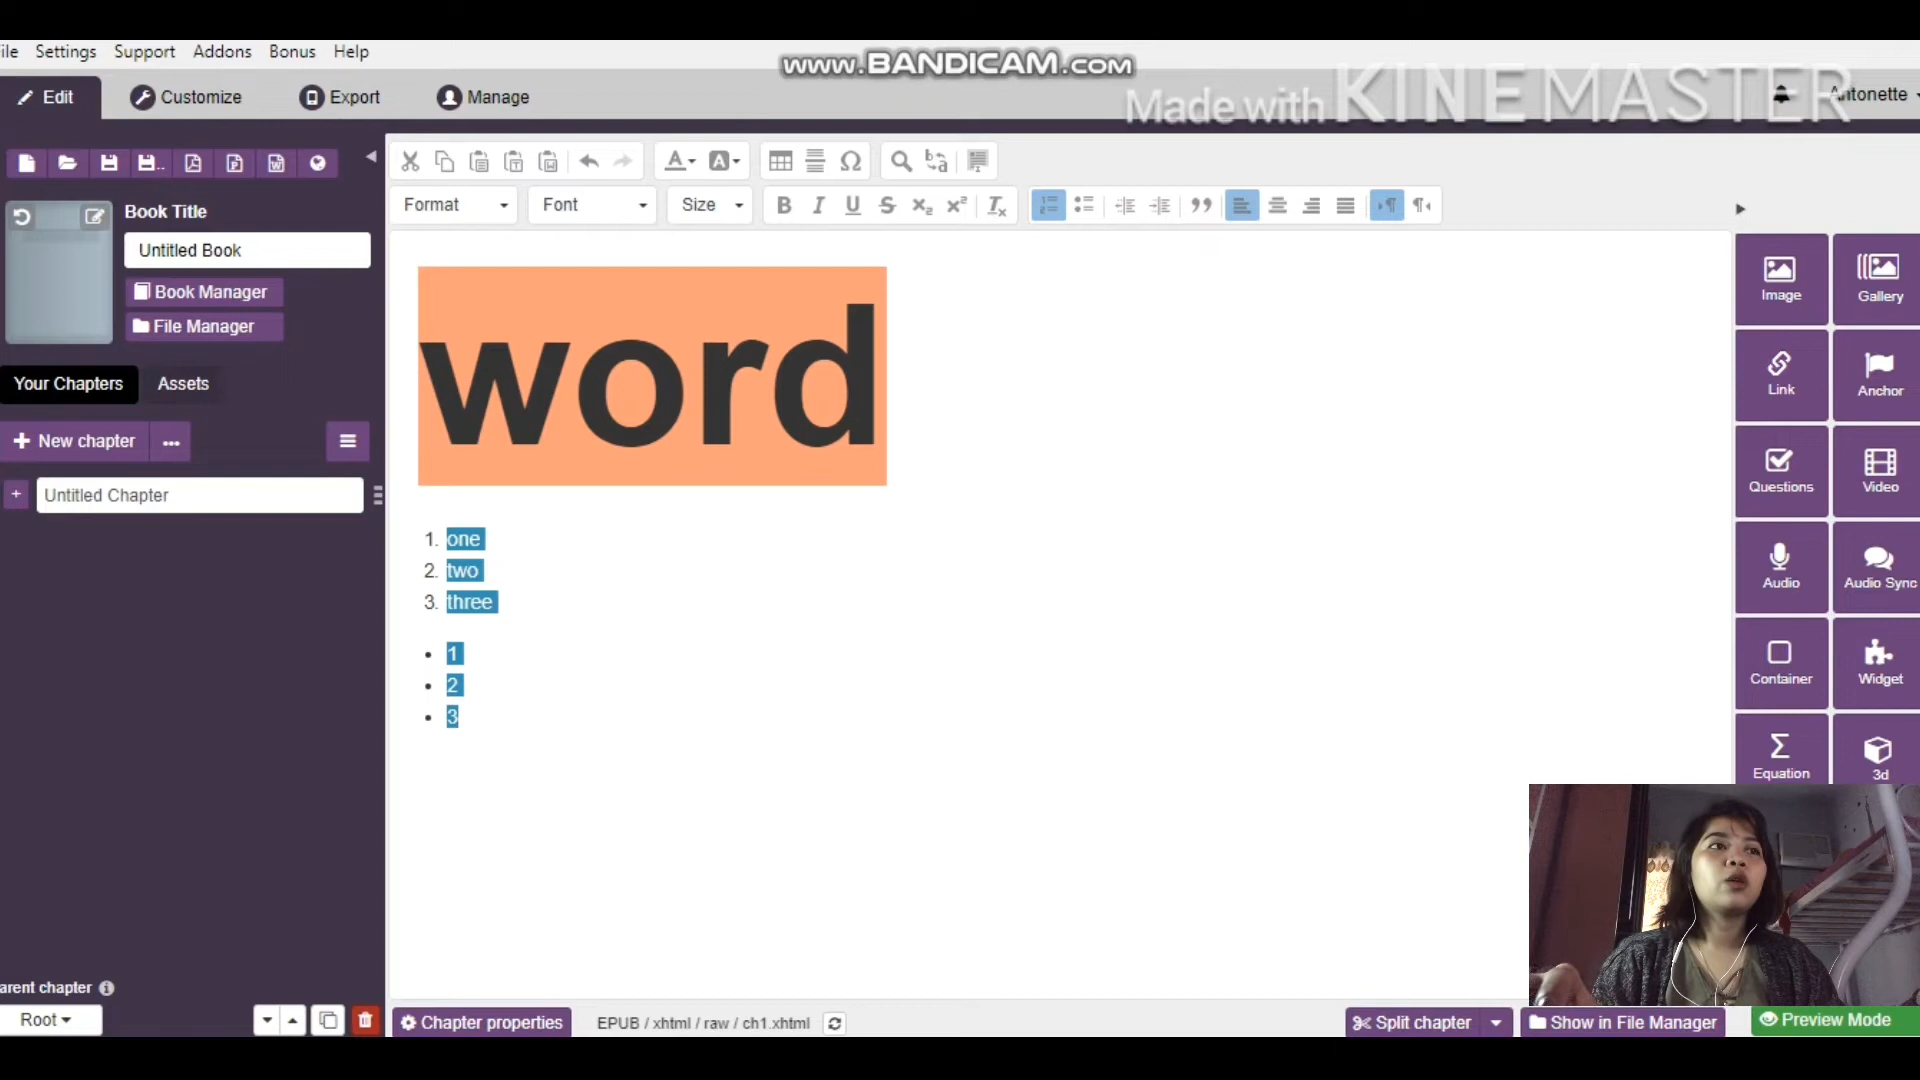 ile Settings Support Addons Bonus Help
www.BANDICAM.com
Made with KINEMASTER
Edit Customize Export Manage
Antonette
Book Title
Untitled Book
Book Manager
File Manager
Your Chapters Assets
New chapter ...
Untitled Chapter
arent chapter
Root
Format Font Size
word
1. one
2. two
3. three
• 1
• 2
• 3
Image Gallery
Link Anchor
Questions Video
Audio Audio Sync
Container Widget
Equation 3d
Chapter properties EPUB / xhtml / raw / ch1.xhtml Split chapter Show in File Manager Preview Mode